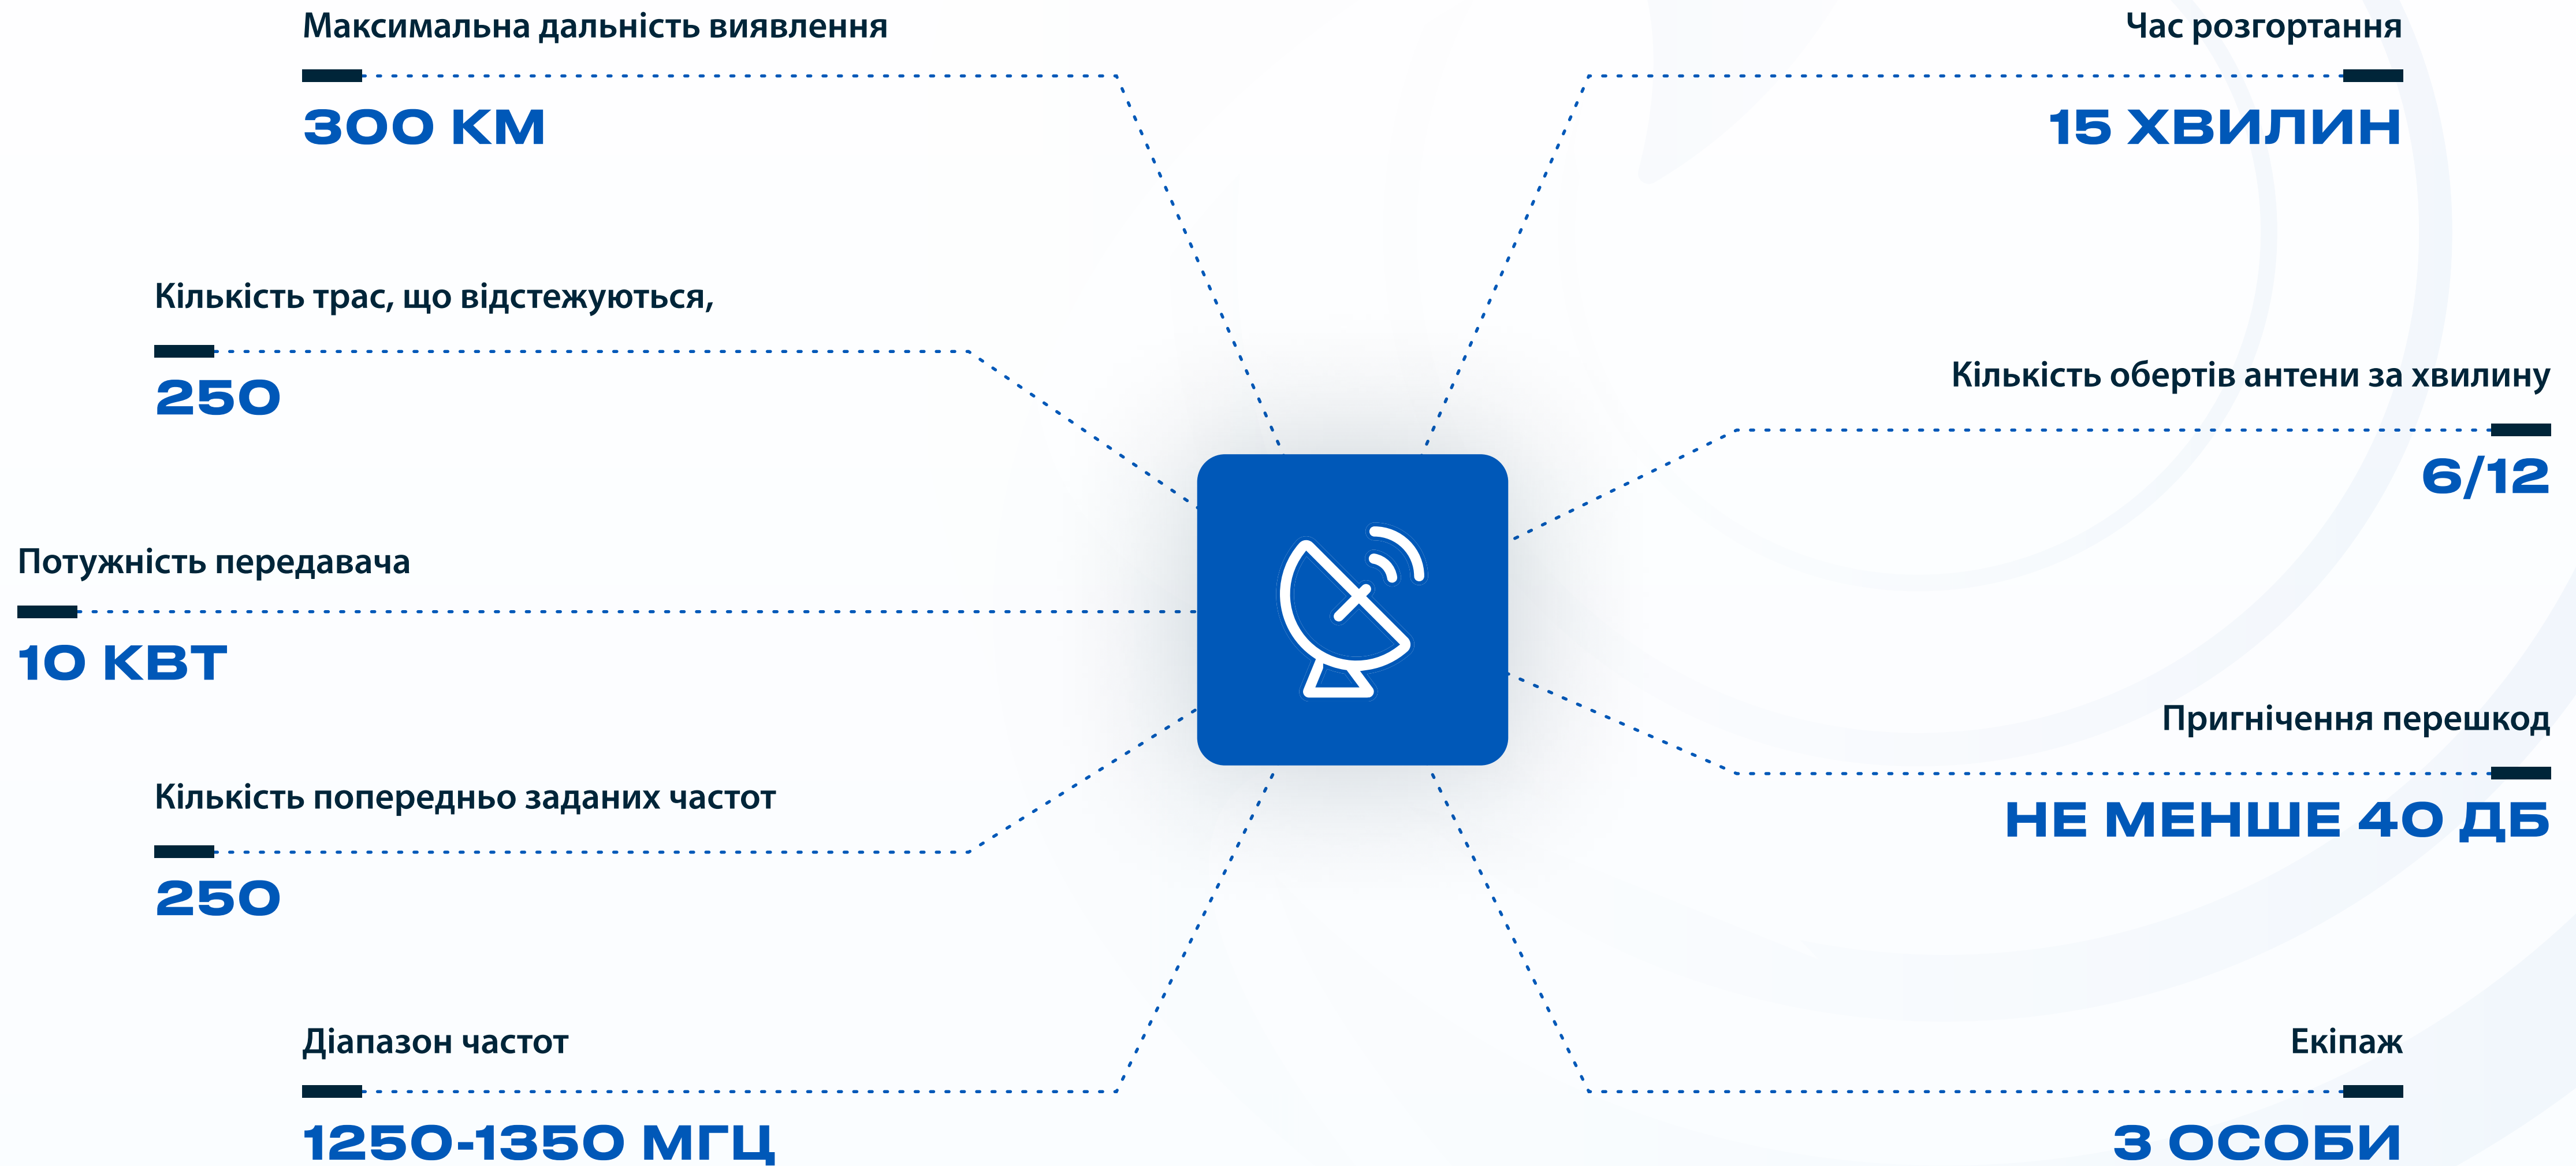 Максимальна дальність виявлення
300 КМ
Кількість трас, що відстежуються,
250
Потужність передавача
10 КВТ
Кількість попередньо заданих частот
250
Діапазон частот
1250-1350 МГЦ
Час розгортання
15 ХВИЛИН
Кількість обертів антени за хвилину
6/12
Пригнічення перешкод
НЕ МЕНШЕ 40 ДБ
Екіпаж
3 ОСОБИ